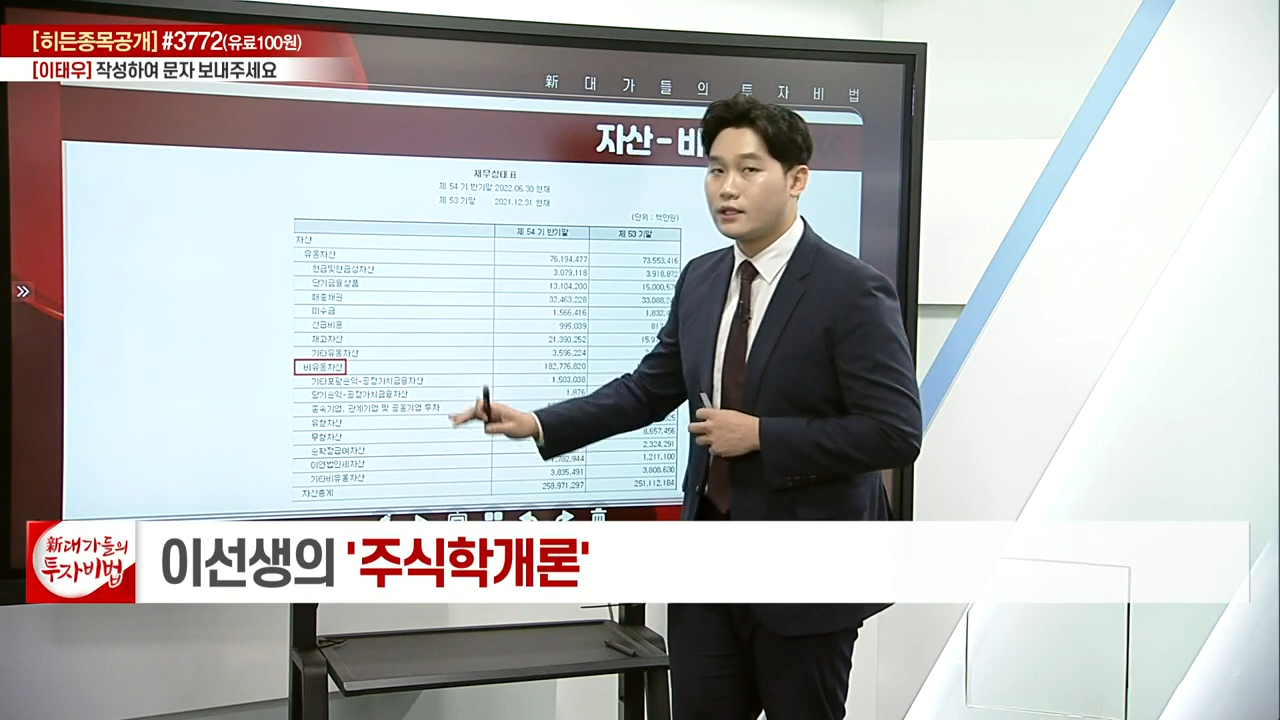 [히든종목공개] #3772(유료100원)
[이태우] 작성하여 문자 보내주세요
新 대 가 들 의 투 자 비 법
자산 - 비
재무상태표
제 54 기 반기말 2022.06.30 현재
제 53 기말 2021.12.31 현재
(단위 : 백만원)
제 54 기 반기말 제 53 기말
자산
유동자산 76,194,477 73,553,416
현금및현금성자산 3,079,118 3,918,872
단기금융상품 13,104,200 15,000,57
매출채권 32,463,228 33,088,2
미수금 1,566,416 1,832,4
선급비용 995,039 81
재고자산 21,390,252 15,9
기타유동자산 3,596,224
비유동자산 182,776,820
기타포괄손익-공정가치금융자산 1,503,038
당기손익-공정가치금융자산 1,876
종속기업, 관계기업 및 공동기업 투자
유형자산
무형자산 8,657,456
순확정급여자산 2,324,291
이연법인세자산 1,211,100
기타비유동자산 3,835,491 3,808,630
자산총계 258,971,297 251,112,184
新대가들의
투자비법
이선생의 '주식학개론'